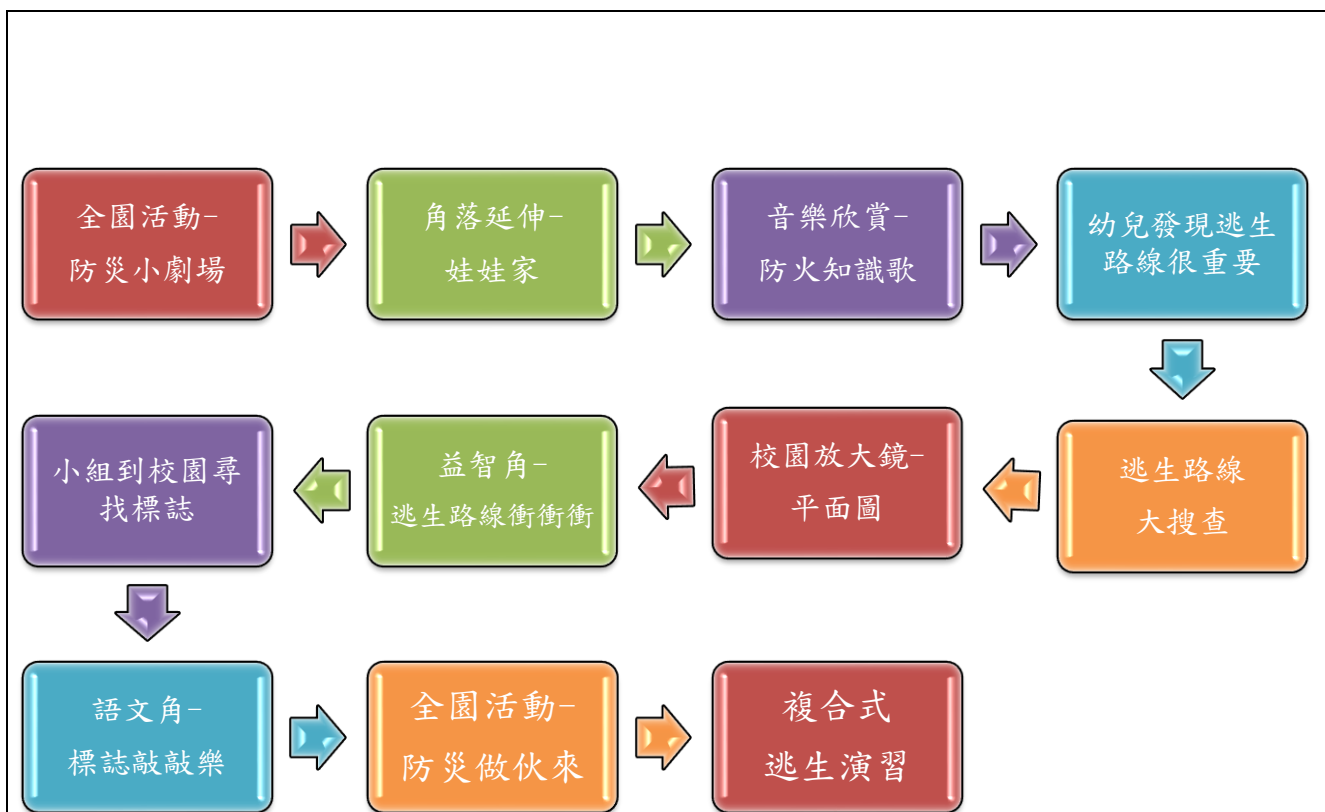 全園活動-
防災小劇場
角落延伸-
娃娃家
音樂欣賞-
防火知識歌
幼兒發現逃生
路線很重要
逃生路線
大搜查
校園放大鏡-
平面圖
益智角-
逃生路線衝衝衝
小組到校園尋
找標誌
語文角-
標誌敲敲樂
全園活動-
防災做伙來
複合式
逃生演習